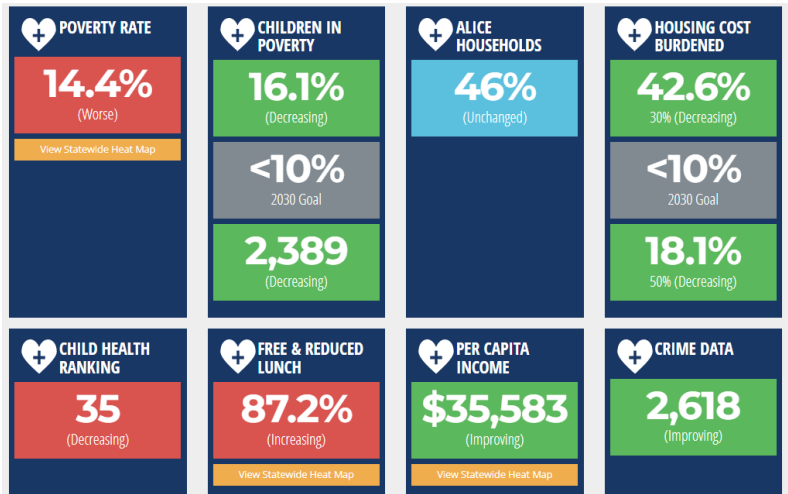 POVERTY RATE
14.4%
(Worse)
View Statewide Heat Map
CHILDREN IN
POVERTY
16.1%
(Decreasing)
<10%
2030 Goal
2,389
(Decreasing)
ALICE
HOUSEHOLDS
46%
(Unchanged)
HOUSING COST
BURDENED
42.6%
30% (Decreasing)
<10%
2030 Goal
18.1%
50% (Decreasing)
CHILD HEALTH
RANKING
35
(Decreasing)
FREE & REDUCED
LUNCH
87.2%
(Increasing)
View Statewide Heat Map
PER CAPITA
INCOME
$35,583
(Improving)
View Statewide Heat Map
CRIME DATA
2,618
(Improving)